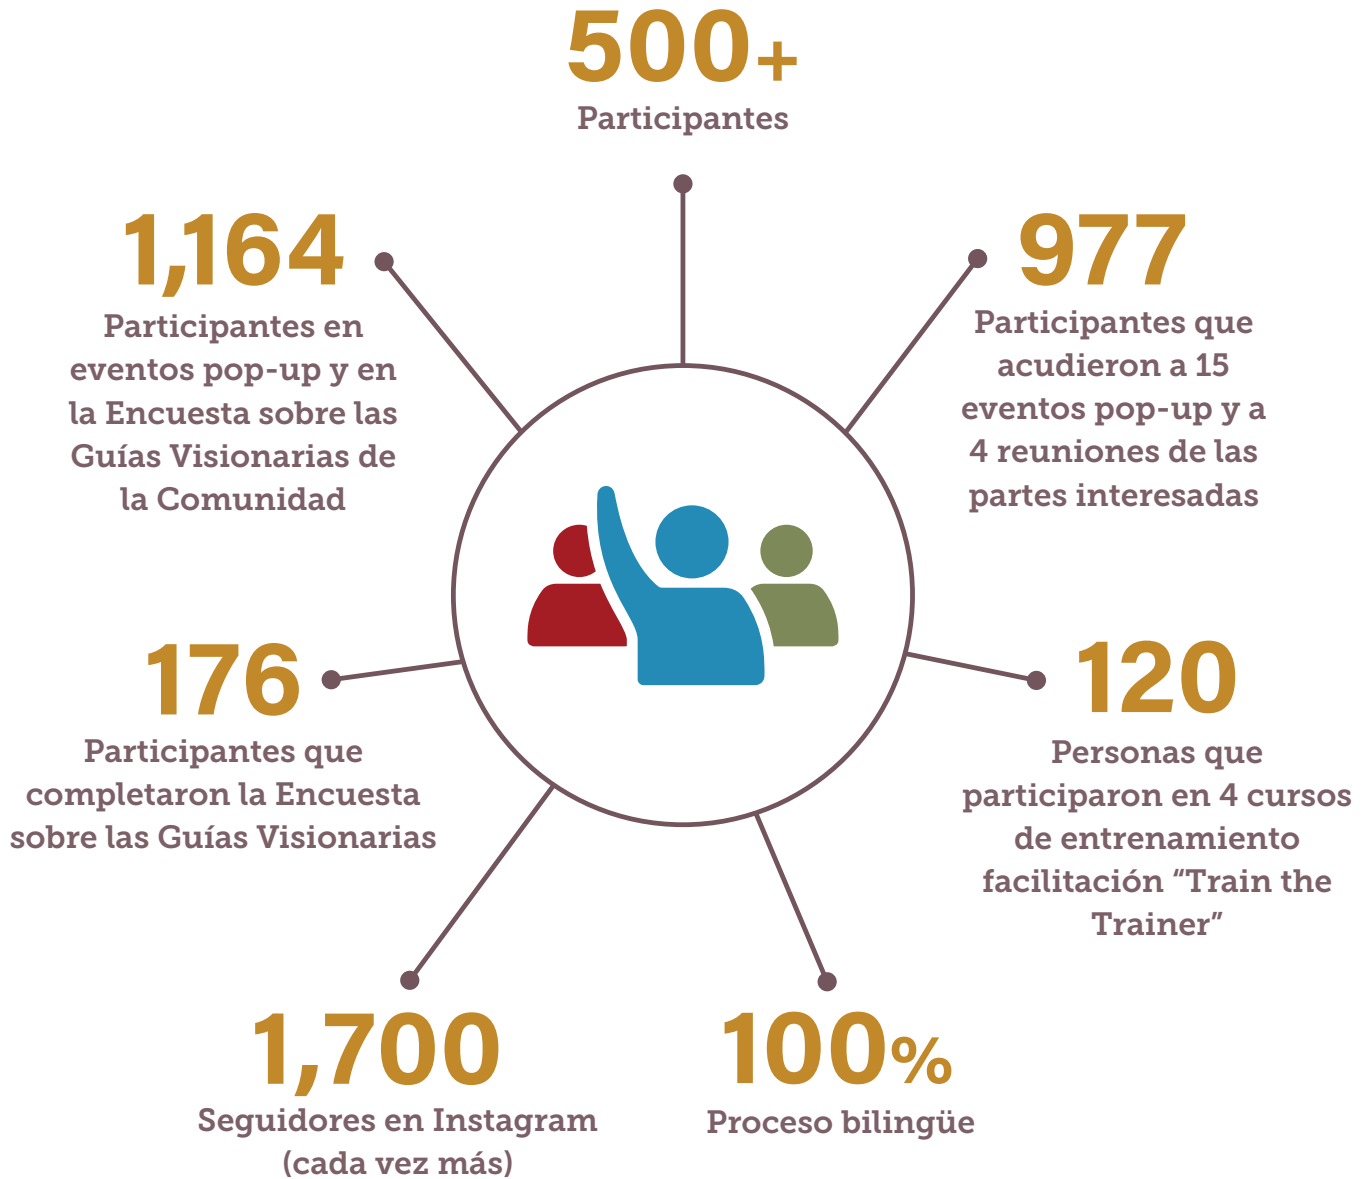 500+
Participantes
1,164
Participantes en
eventos pop-up y en
la Encuesta sobre las
Guías Visionarias de
la Comunidad
977
Participantes que
acudieron a 15
eventos pop-up y a
4 reuniones de las
partes interesadas
176
Participantes que
completaron la Encuesta
sobre las Guías Visionarias
120
Personas que
participaron en 4 cursos
de entrenamiento
facilitación “Train the
Trainer”
1,700
Seguidores en Instagram
(cada vez más)
100%
Proceso bilingüe